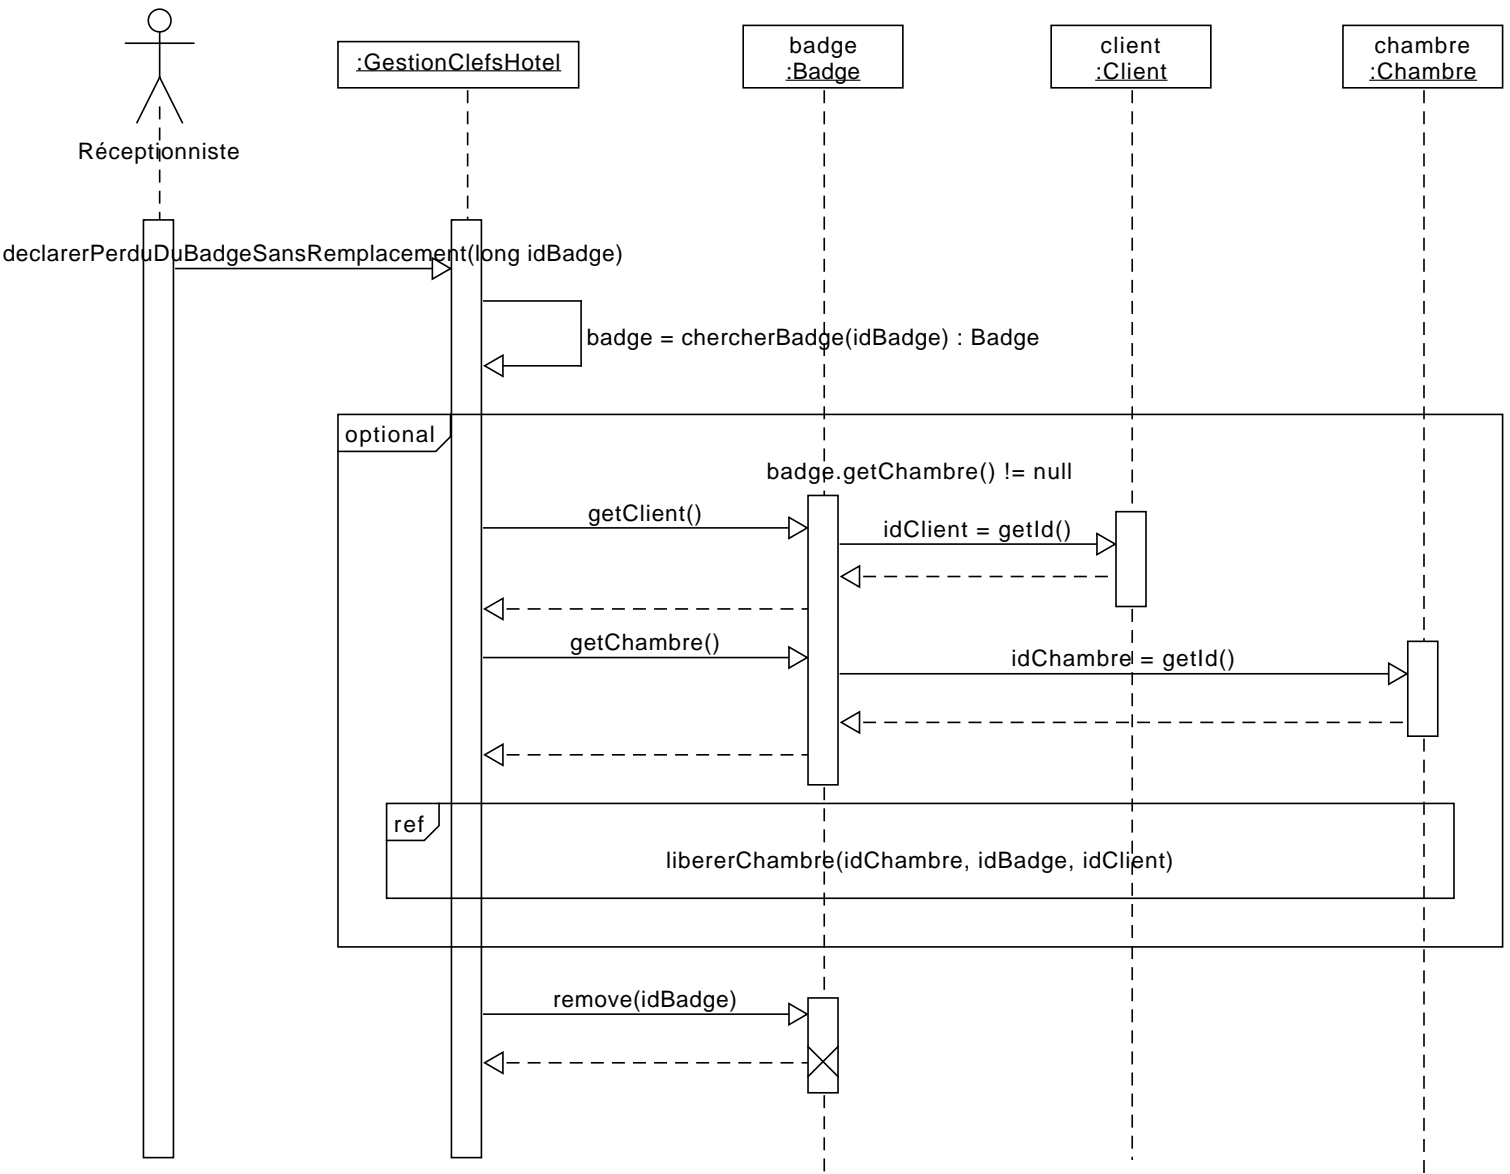 :GestionClefsHotel
badge
:Badge
client
:Client
chambre
:Chambre
Réceptionniste
declarerPerduDuBadgeSansRemplacement(long idBadge)
badge = chercherBadge(idBadge) : Badge
optional
badge.getChambre() != null
getClient()
idClient = getId()
getChambre()
idChambre = getId()
ref
libererChambre(idChambre, idBadge, idClient)
remove(idBadge)